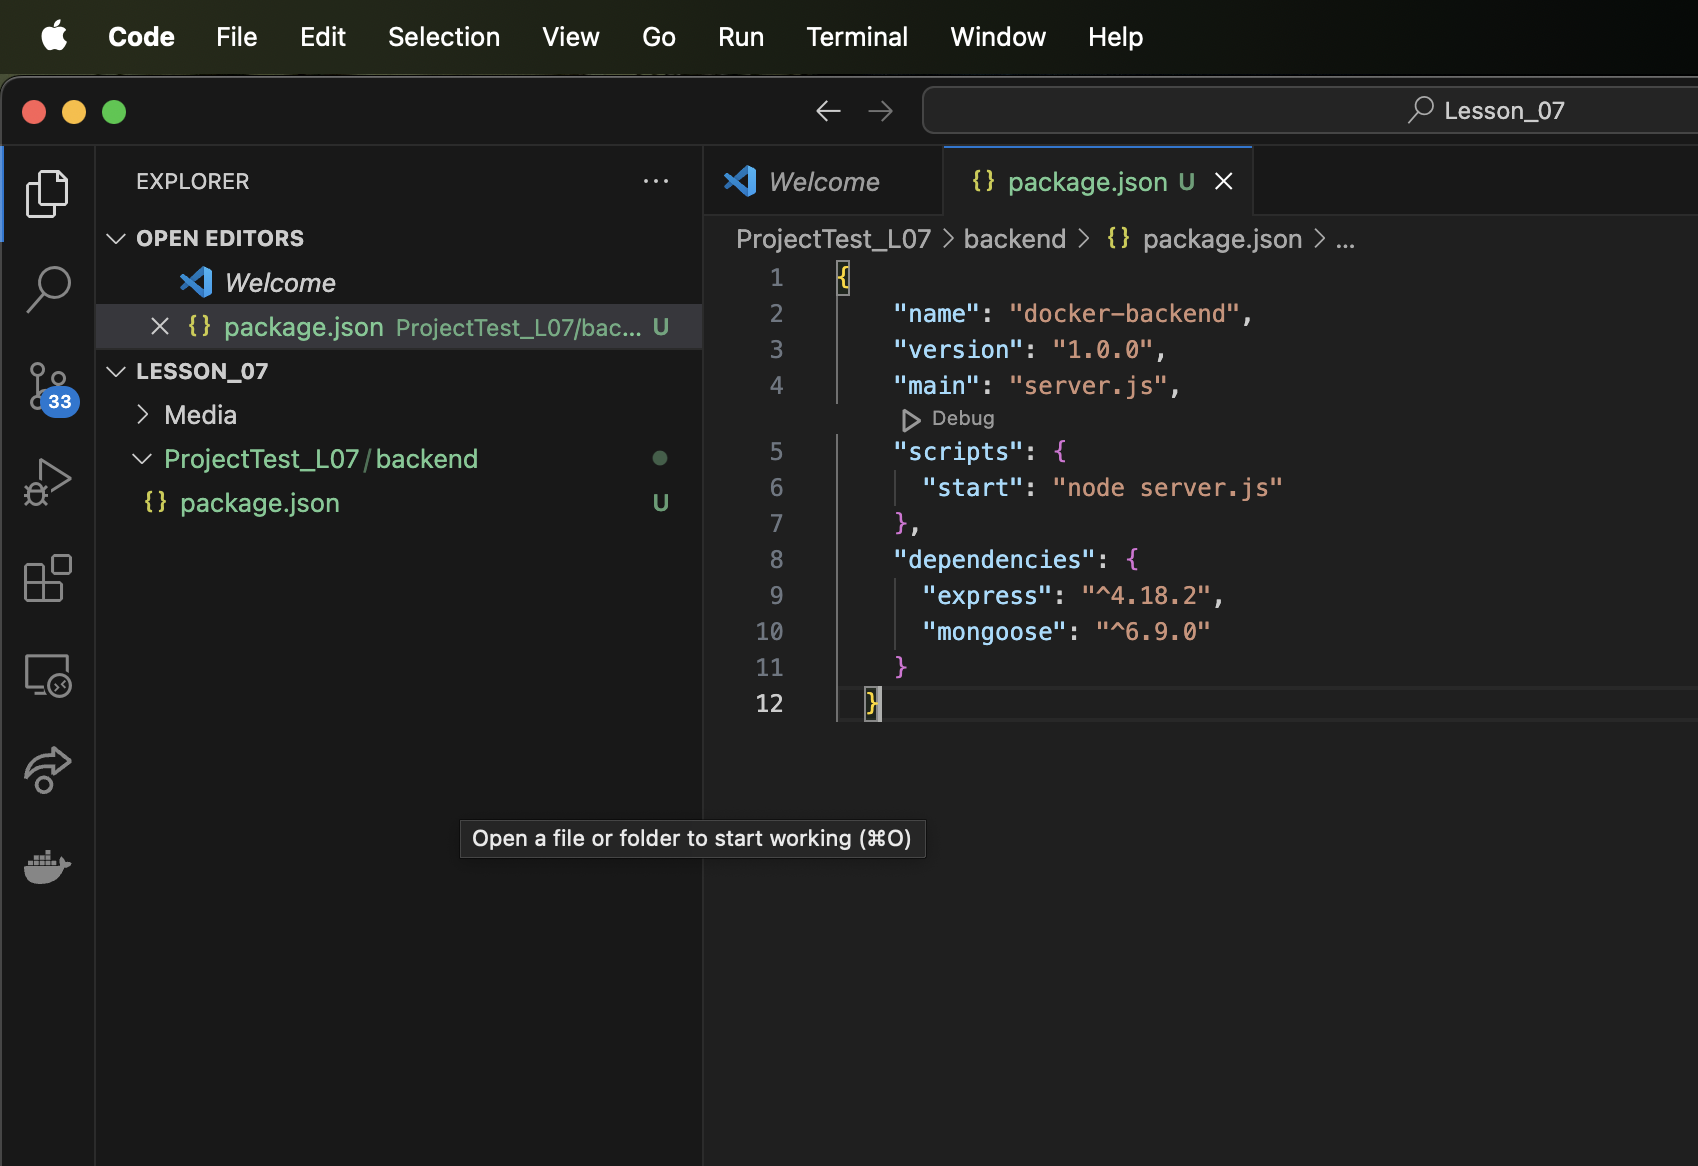 Code File Edit Selection View Go Run Terminal Window Help
Lesson_07
EXPLORER
OPEN EDITORS
Welcome
package.json ProjectTest_L07/bac... U
LESSON_07
Media
ProjectTest_L07/backend
package.json U
33
Welcome
package.json U
ProjectTest_L07 > backend > {} package.json > ...
1 {
2 "name": "docker-backend",
3 "version": "1.0.0",
4 "main": "server.js",
Debug
5 "scripts": {
6 "start": "node server.js"
7 },
8 "dependencies": {
9 "express": "^4.18.2",
10 "mongoose": "^6.9.0"
11 }
12 }
Open a file or folder to start working (⌘O)